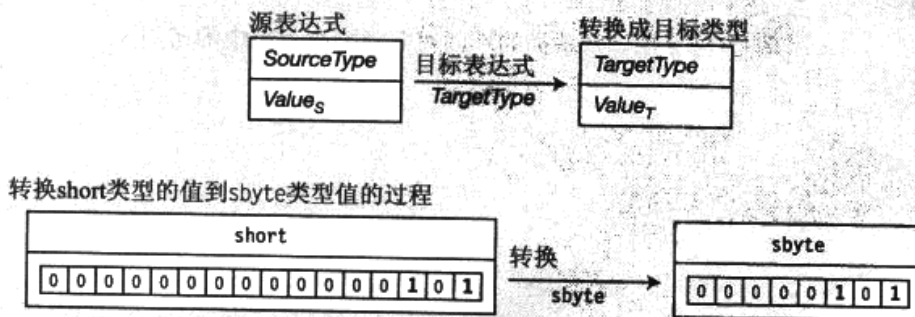 源表达式
转换成目标类型
SourceType
目标表达式
TargetType
TargetType
ValueS
ValueT
转换short类型的值到sbyte类型值的过程
short
转换
sbyte
sbyte
0 0 0 0 0 0 0 0 0 0 0 0 0 1 0 1
0 0 0 0 0 1 0 1